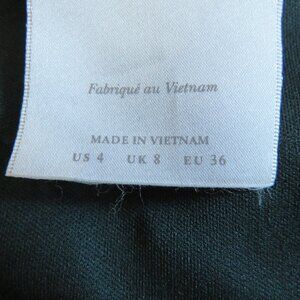 Fabriqué au Vietnam
MADE IN VIETNAM
US 4 UK 8 EU 36